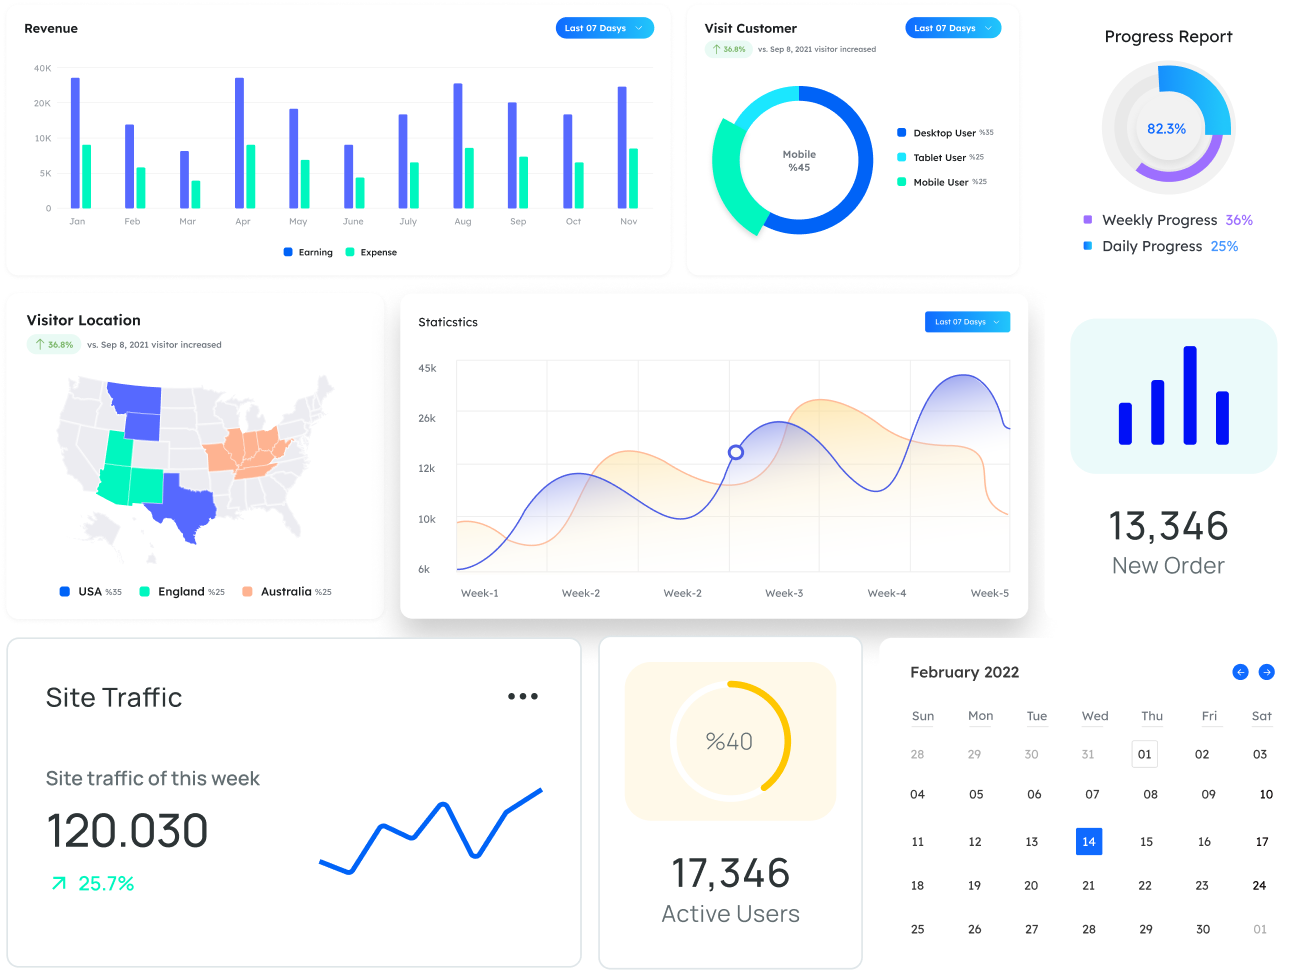 Revenue
Last 07 Dasys
40K
20K
10K
5K
0
Jan Feb Mar Apr May June July Aug Sep Oct Nov
Earning Expense
Visit Customer
Last 07 Dasys
36.8% vs. Sep 8, 2021 visitor increased
Mobile
%45
Desktop User %35
Tablet User %25
Mobile User %25
Progress Report
82.3%
Weekly Progress 36%
Daily Progress 25%
Visitor Location
36.8% vs. Sep 8, 2021 visitor increased
USA %35 England %25 Australia %25
Staticstics
Last 07 Dasys
45k
26k
12k
10k
6k
Week-1 Week-2 Week-2 Week-3 Week-4 Week-5
13,346
New Order
Site Traffic
Site traffic of this week
120.030
25.7%
%40
17,346
Active Users
February 2022
Sun Mon Tue Wed Thu Fri Sat
28 29 30 31 01 02 03
04 05 06 07 08 09 10
11 12 13 14 15 16 17
18 19 20 21 22 23 24
25 26 27 28 29 30 01